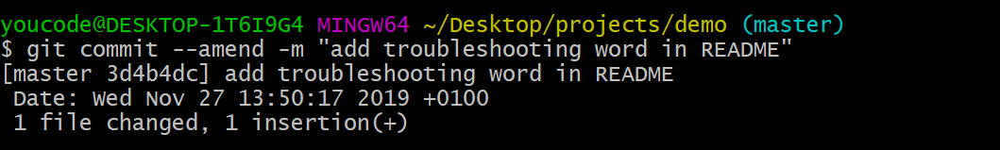 youcode@DESKTOP-1T6I9G4 MINGW64 ~/Desktop/projects/demo (master)
$ git commit --amend -m "add troubleshooting word in README"
[master 3d4b4dc] add troubleshooting word in README
 Date: Wed Nov 27 13:50:17 2019 +0100
 1 file changed, 1 insertion(+)